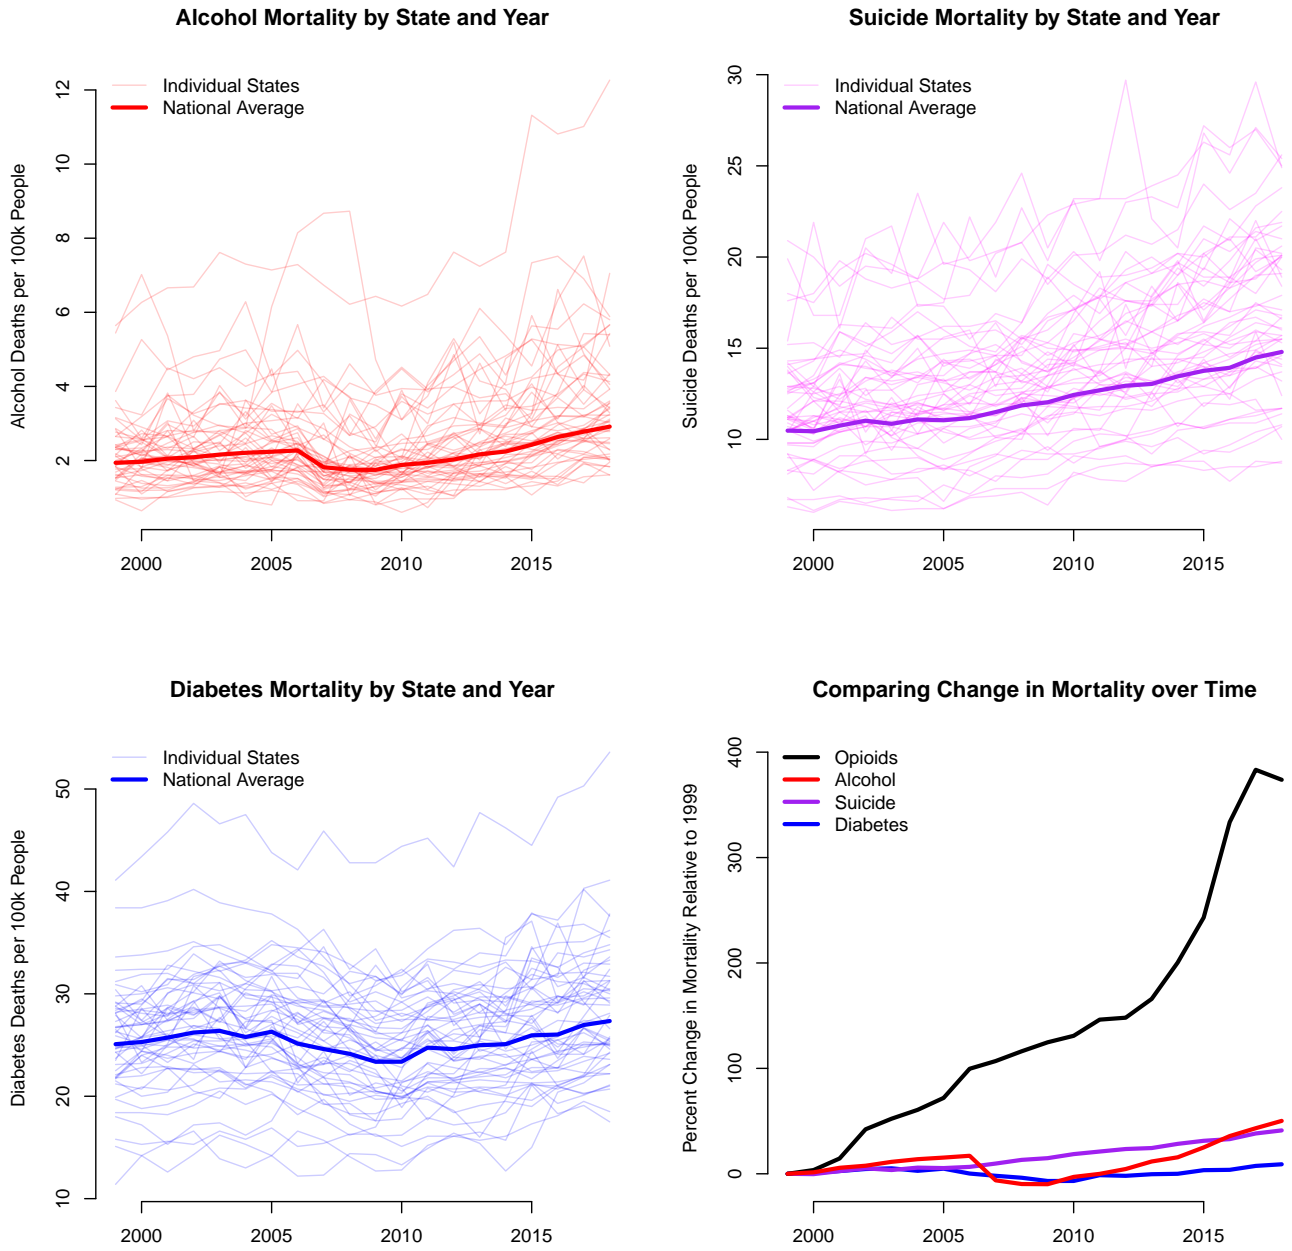 Alcohol Mortality by State and Year
Individual States
National Average
Alcohol Deaths per 100k People
12
10
8
6
4
2
2000
2005
2010
2015
Suicide Mortality by State and Year
Individual States
National Average
Suicide Deaths per 100k People
30
25
20
15
10
2000
2005
2010
2015
Diabetes Mortality by State and Year
Individual States
National Average
Diabetes Deaths per 100k People
50
40
30
20
10
2000
2005
2010
2015
Comparing Change in Mortality over Time
Opioids
Alcohol
Suicide
Diabetes
Percent Change in Mortality Relative to 1999
400
300
200
100
0
2000
2005
2010
2015